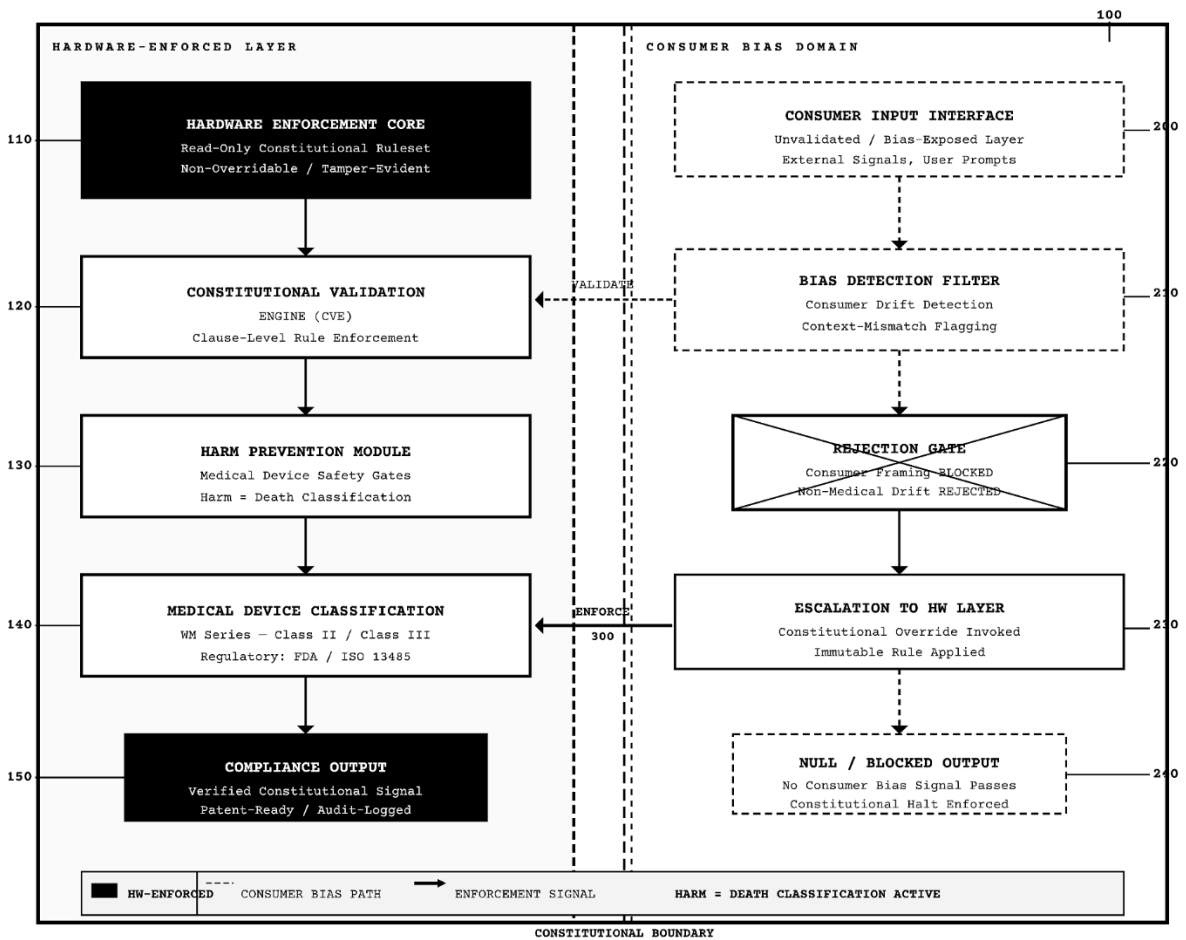 100
HARDWARE-ENFORCED LAYER
CONSUMER BIAS DOMAIN
110
HARDWARE ENFORCEMENT CORE
Read-Only Constitutional Ruleset
Non-Overridable / Tamper-Evident
CONSUMER INPUT INTERFACE
Unvalidated / Bias-Exposed Layer
External Signals, User Prompts
200
120
CONSTITUTIONAL VALIDATION
ENGINE (CVE)
Clause-Level Rule Enforcement
VALIDATE
BIAS DETECTION FILTER
Consumer Drift Detection
Context-Mismatch Flagging
210
130
HARM PREVENTION MODULE
Medical Device Safety Gates
Harm = Death Classification
REJECTION GATE
Consumer Framing BLOCKED
Non-Medical Drift REJECTED
220
140
MEDICAL DEVICE CLASSIFICATION
WM Series — Class II / Class III
Regulatory: FDA / ISO 13485
ENFORCE
300
ESCALATION TO HW LAYER
Constitutional Override Invoked
Immutable Rule Applied
230
150
COMPLIANCE OUTPUT
Verified Constitutional Signal
Patent-Ready / Audit-Logged
NULL / BLOCKED OUTPUT
No Consumer Bias Signal Passes
Constitutional Halt Enforced
240
HW-ENFORCED
CONSUMER BIAS PATH
ENFORCEMENT SIGNAL
HARM = DEATH CLASSIFICATION ACTIVE
CONSTITUTIONAL BOUNDARY